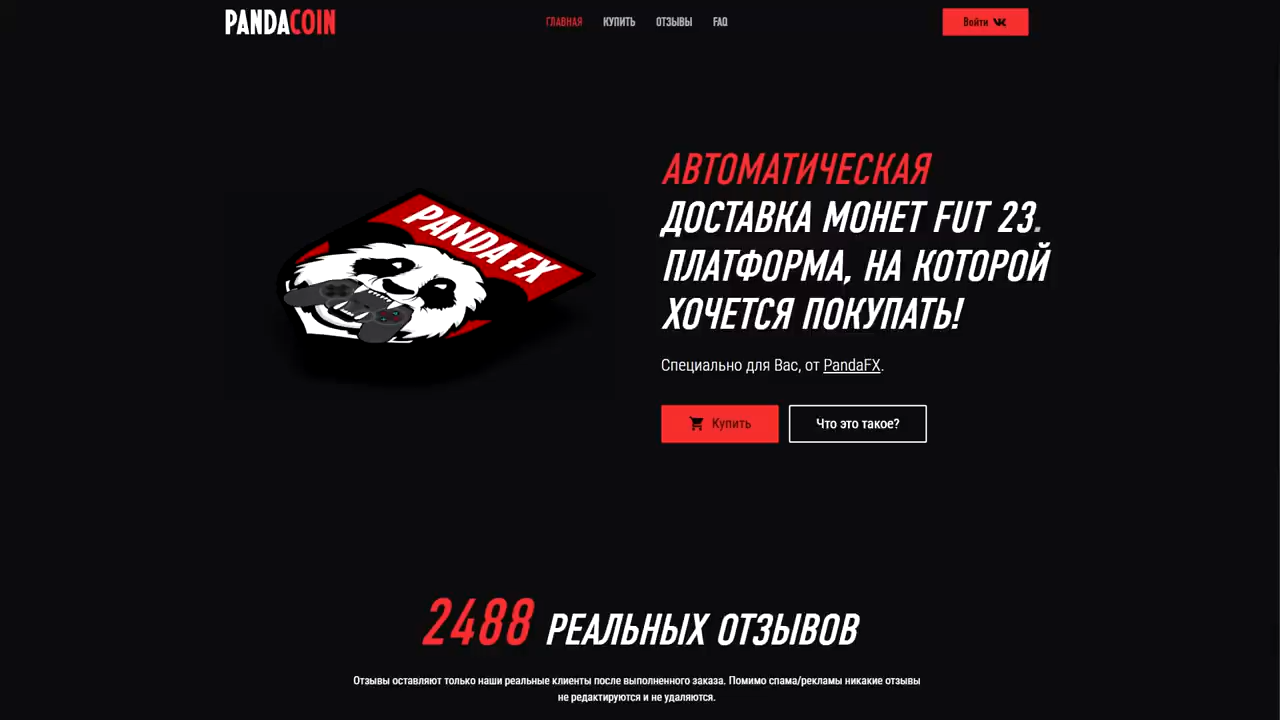 PANDACOIN
ГЛАВНАЯ КУПИТЬ ОТЗЫВЫ FAQ
Войти
PANDA FX
АВТОМАТИЧЕСКАЯ
ДОСТАВКА МОНЕТ FUT 23.
ПЛАТФОРМА, НА КОТОРОЙ
ХОЧЕТСЯ ПОКУПАТЬ!
Специально для Вас, от PandaFX.
Купить
Что это такое?
2488 РЕАЛЬНЫХ ОТЗЫВОВ
Отзывы оставляют только наши реальные клиенты после выполненного заказа. Помимо спама/рекламы никакие отзывы
не редактируются и не удаляются.